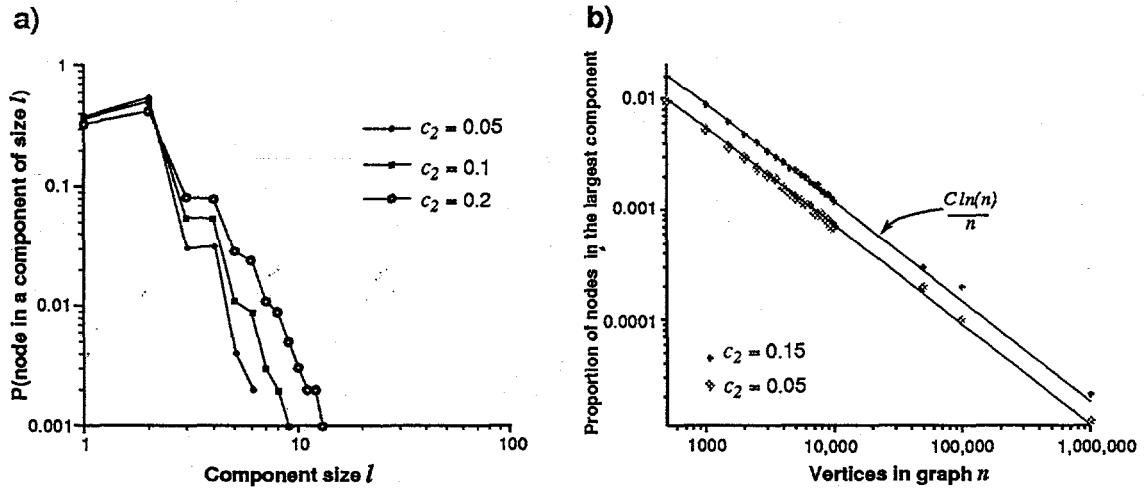 a)
P(node in a component of size l)
1
0.1
0.01
0.001
1
10
100
Component size l
c₂ = 0.05
c₂ = 0.1
c₂ = 0.2
b)
Proportion of nodes in the largest component
0.01
0.001
0.0001
1000
10,000
100,000
1,000,000
Vertices in graph n
C ln(n)
n
c₂ = 0.15
c₂ = 0.05